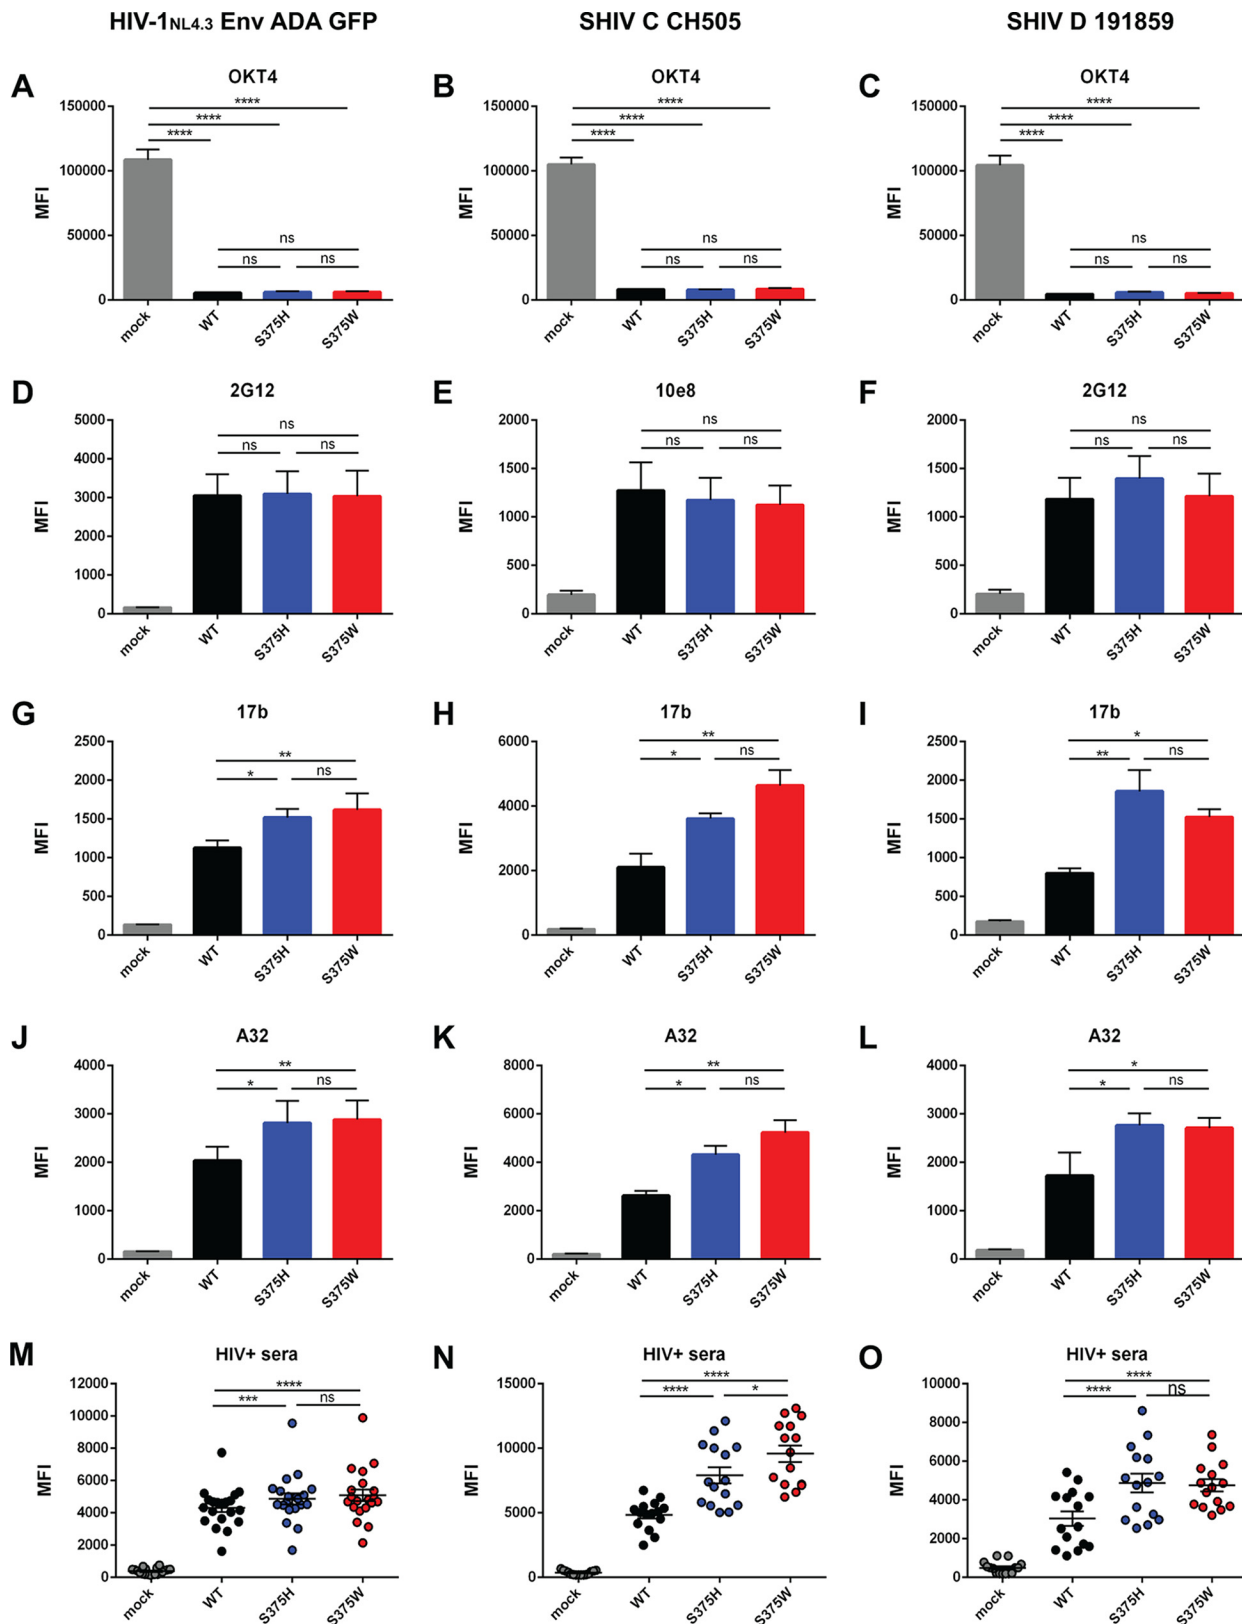 HIV-1NL4.3 Env ADA GFP
SHIV C CH505
SHIV D 191859
A
OKT4
MFI
150000
100000
50000
0
****
****
****
ns
ns
ns
mock
WT
S375H
S375W
B
OKT4
MFI
150000
100000
50000
0
****
****
****
ns
ns
ns
mock
WT
S375H
S375W
C
OKT4
MFI
150000
100000
50000
0
****
****
****
ns
ns
ns
mock
WT
S375H
S375W
D
2G12
MFI
5000
4000
3000
2000
1000
0
ns
ns
ns
mock
WT
S375H
S375W
E
10e8
MFI
2000
1500
1000
500
0
ns
ns
ns
mock
WT
S375H
S375W
F
2G12
MFI
2000
1500
1000
500
0
ns
ns
ns
mock
WT
S375H
S375W
G
17b
MFI
2500
2000
1500
1000
500
0
**
*
ns
mock
WT
S375H
S375W
H
17b
MFI
6000
4000
2000
0
**
*
ns
mock
WT
S375H
S375W
I
17b
MFI
2500
2000
1500
1000
500
0
*
**
ns
mock
WT
S375H
S375W
J
A32
MFI
4000
3000
2000
1000
0
**
*
ns
mock
WT
S375H
S375W
K
A32
MFI
8000
6000
4000
2000
0
**
*
ns
mock
WT
S375H
S375W
L
A32
MFI
4000
3000
2000
1000
0
*
*
ns
mock
WT
S375H
S375W
M
HIV+ sera
MFI
12000
10000
8000
6000
4000
2000
0
****
***
ns
mock
WT
S375H
S375W
N
HIV+ sera
MFI
15000
10000
5000
0
****
****
*
mock
WT
S375H
S375W
O
HIV+ sera
MFI
10000
8000
6000
4000
2000
0
****
****
ns
mock
WT
S375H
S375W